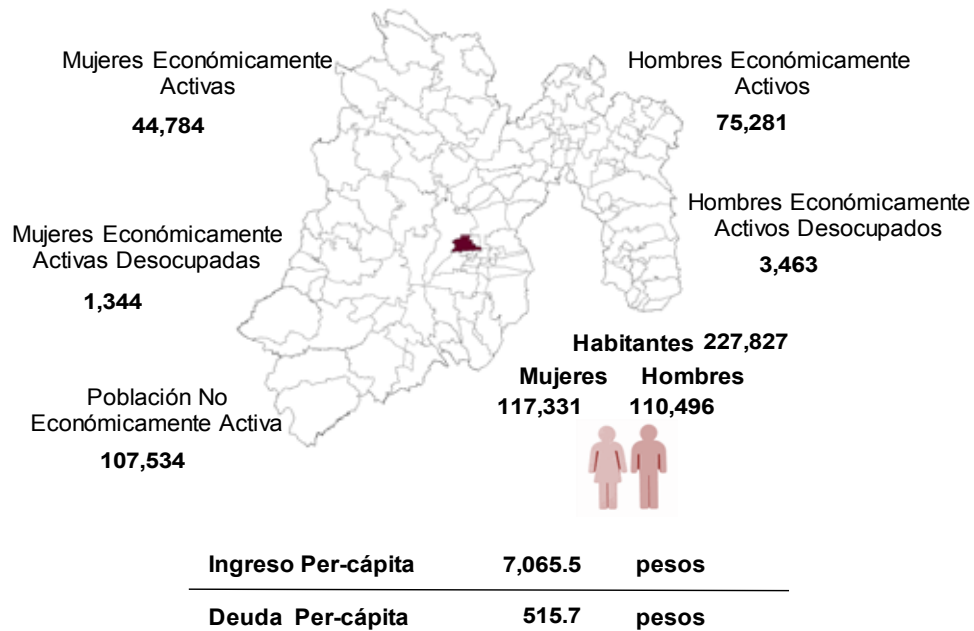 Mujeres Económicamente
Activas
44,784
Hombres Económicamente
Activos
75,281
Mujeres Económicamente
Activas Desocupadas
1,344
Hombres Económicamente
Activos Desocupados
3,463
Población No
Económicamente Activa
107,534
Habitantes 227,827
Mujeres Hombres
117,331 110,496
Ingreso Per-cápita 7,065.5 pesos
Deuda Per-cápita 515.7 pesos